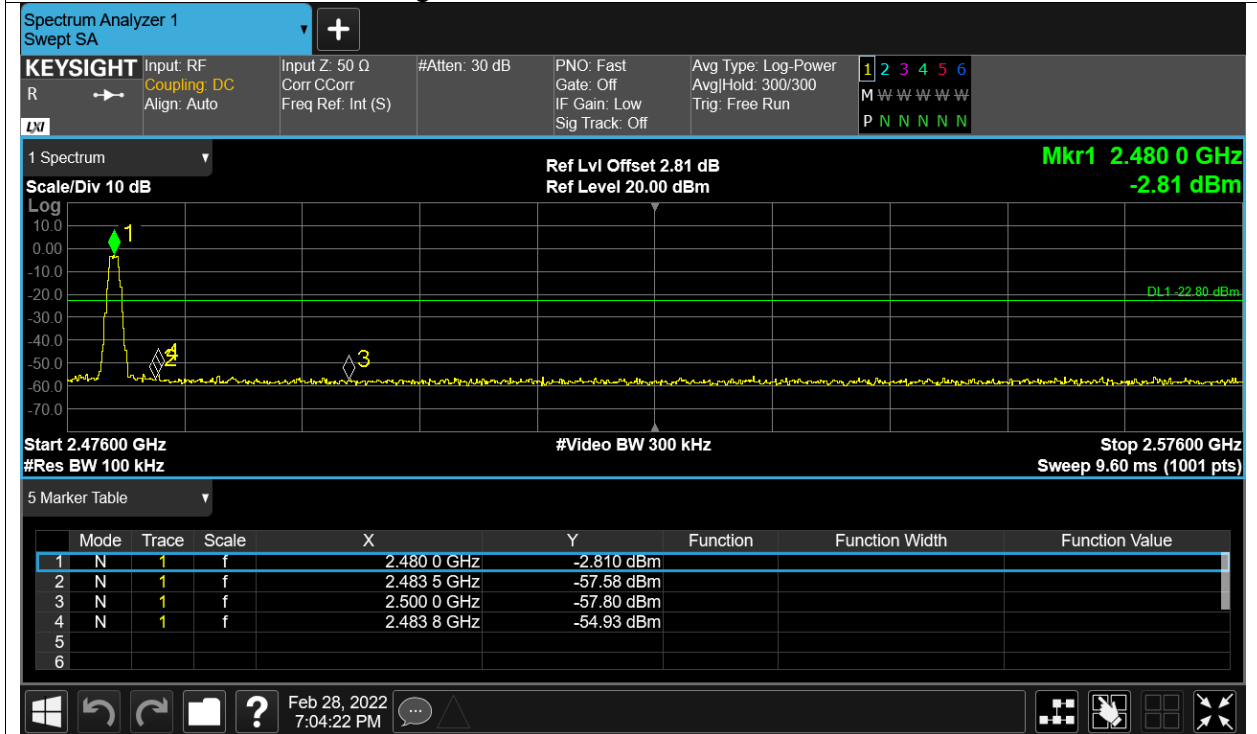 Spectrum Analyzer 1
Swept SA
+
KEYSIGHT Input: RF Input Z: 50 Ω #Atten: 30 dB PNO: Fast Avg Type: Log-Power 1 2 3 4 5 6
R Coupling: DC Corr CCorr Gate: Off Avg|Hold: 300/300 M W W W W W
Align: Auto Freq Ref: Int (S) IF Gain: Low Trig: Free Run
LXI Sig Track: Off P N N N N N
1 Spectrum Ref Lvl Offset 2.81 dB Mkr1 2.480 0 GHz
Scale/Div 10 dB Ref Level 20.00 dBm -2.81 dBm
Log
10.0 1
0.00
-10.0
-20.0 DL1 -22.80 dBm
-30.0
-40.0
-50.0 2 4 3
-60.0
-70.0
Start 2.47600 GHz #Video BW 300 kHz Stop 2.57600 GHz
#Res BW 100 kHz Sweep 9.60 ms (1001 pts)
5 Marker Table
Mode Trace Scale X Y Function Function Width Function Value
1 N 1 f 2.480 0 GHz -2.810 dBm
2 N 1 f 2.483 5 GHz -57.58 dBm
3 N 1 f 2.500 0 GHz -57.80 dBm
4 N 1 f 2.483 8 GHz -54.93 dBm
5
6
? Feb 28, 2022
7:04:22 PM